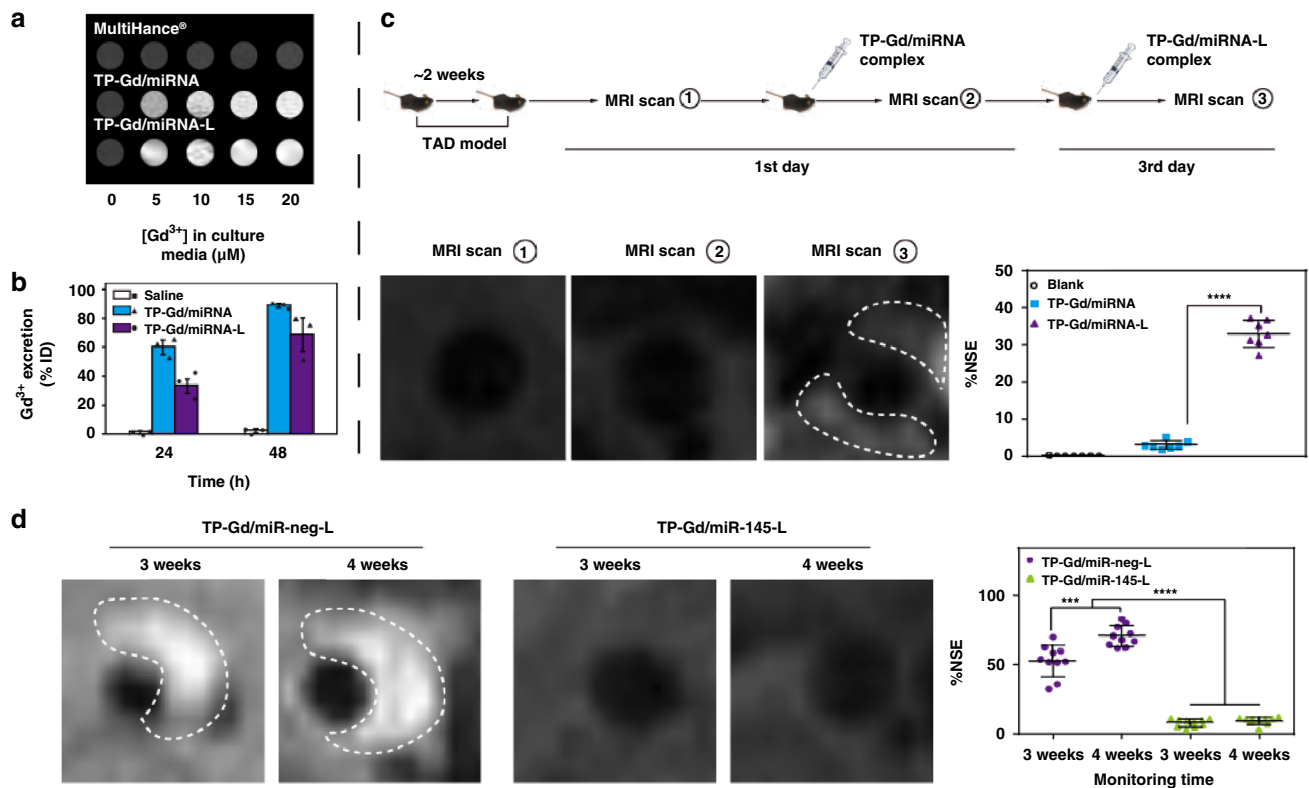 a
MultiHance®
TP-Gd/miRNA
TP-Gd/miRNA-L
0 5 10 15 20
[Gd³⁺] in culture
media (µM)
b
100
80
60
40
20
0
Gd³⁺ excretion
(% ID)
Saline
TP-Gd/miRNA
TP-Gd/miRNA-L
24 48
Time (h)
c
~2 weeks
TAD model
MRI scan 1
TP-Gd/miRNA
complex
MRI scan 2
TP-Gd/miRNA-L
complex
MRI scan 3
1st day
3rd day
MRI scan 1
MRI scan 2
MRI scan 3
%NSE
50
40
30
20
10
0
Blank
TP-Gd/miRNA
TP-Gd/miRNA-L
****
d
TP-Gd/miR-neg-L
3 weeks 4 weeks
TP-Gd/miR-145-L
3 weeks 4 weeks
%NSE
100
50
0
TP-Gd/miR-neg-L
TP-Gd/miR-145-L
*** ****
3 weeks 4 weeks 3 weeks 4 weeks
Monitoring time